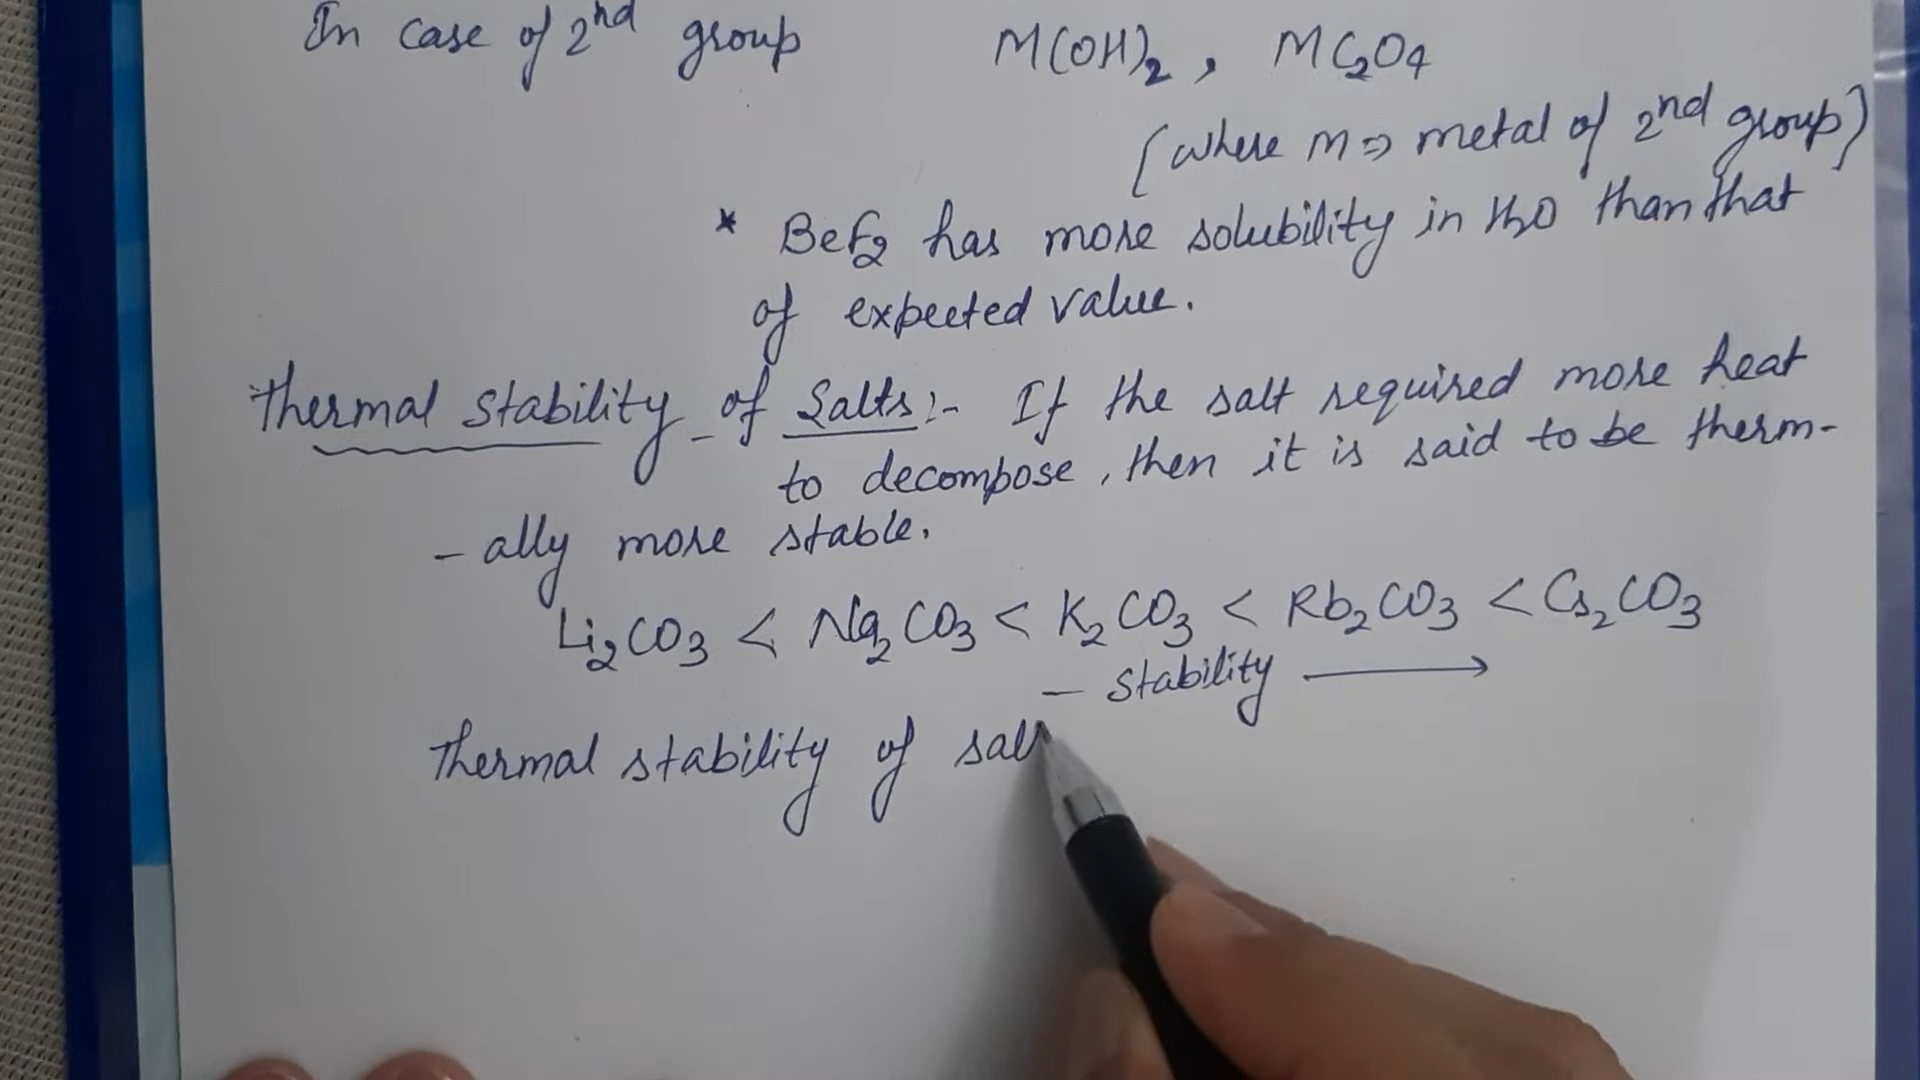 In case of 2nd group M(OH)2, MC2O4
(where M ⇒ metal of 2nd group)
* BeF2 has more solubility in H2O than that
of expected value.
Thermal stability of Salts :- If the salt required more heat
to decompose, then it is said to be therm-
-ally more stable.
Li2CO3 < Na2CO3 < K2CO3 < Rb2CO3 < Cs2CO3
— stability ⟶
Thermal stability of salt